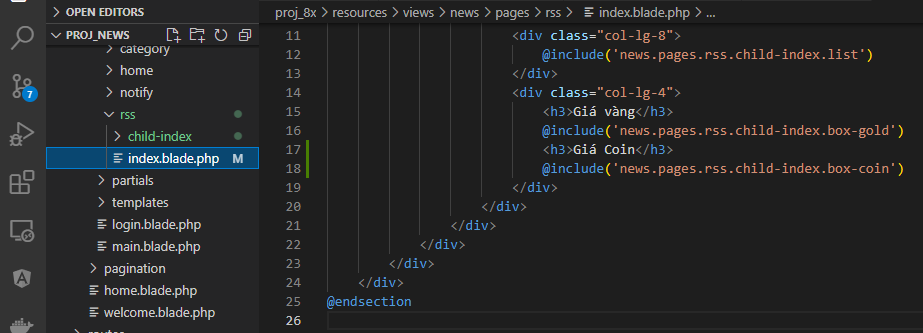 OPEN EDITORS
PROJ_NEWS
category
home
notify
rss
child-index
index.blade.php M
partials
templates
login.blade.php
main.blade.php
pagination
home.blade.php
welcome.blade.php
7
proj_8x > resources > views > news > pages > rss > index.blade.php > ...
11 <div class="col-lg-8">
12 @include('news.pages.rss.child-index.list')
13 </div>
14 <div class="col-lg-4">
15 <h3>Giá vàng</h3>
16 @include('news.pages.rss.child-index.box-gold')
17 <h3>Giá Coin</h3>
18 @include('news.pages.rss.child-index.box-coin')
19 </div>
20 </div>
21 </div>
22 </div>
23 </div>
24 </div>
25 @endsection
26